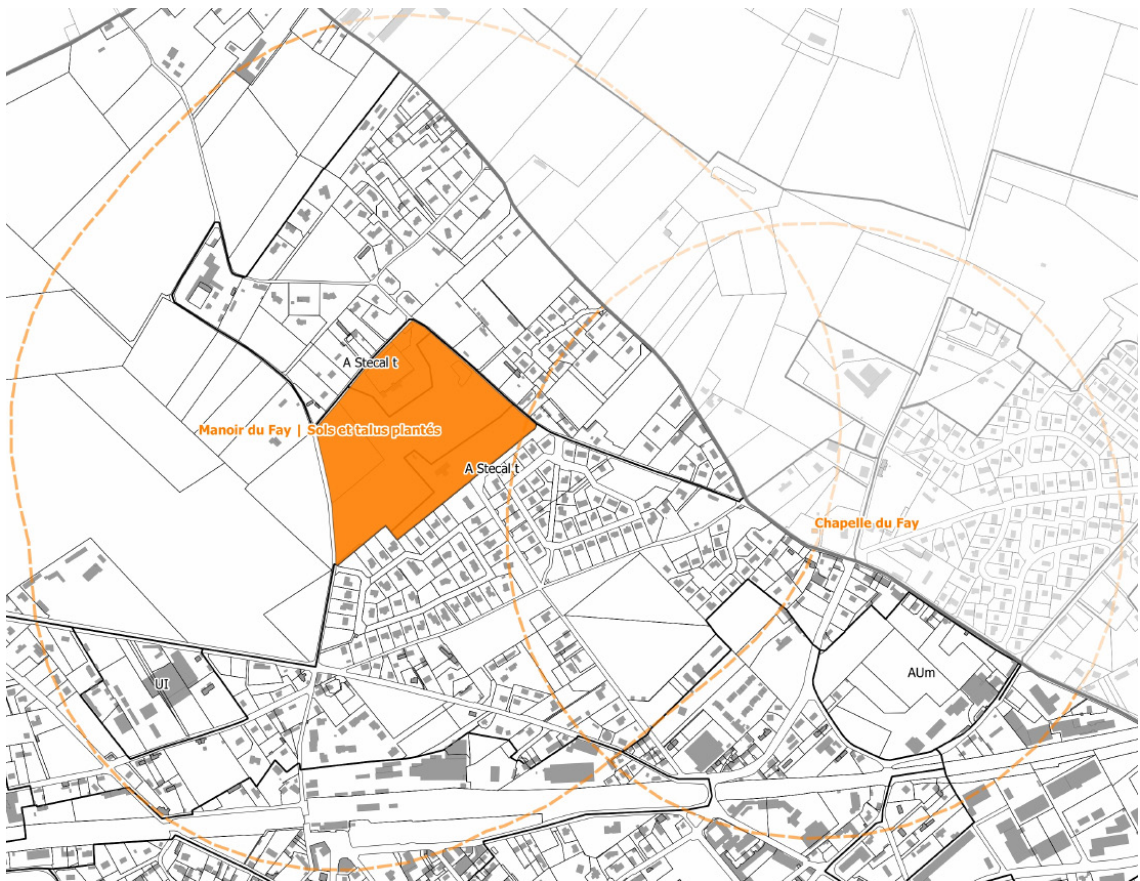 A Stecal t
Manoir du Fay | Sols et talus plantés
A Stecal t
Chapelle du Fay
AUm
UI